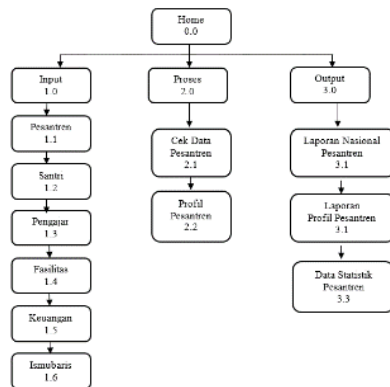 Home
0.0
Input
1.0
Proses
2.0
Output
3.0
Pesantren
1.1
Cek Data
Pesantren
2.1
Laporan Nasional
Pesantren
3.1
Santri
1.2
Profil
Pesantren
2.2
Laporan
Profil Pesantren
3.1
Pengajar
1.3
Fasilitas
1.4
Data Statistik
Pesantren
3.3
Keuangan
1.5
Ismubaris
1.6